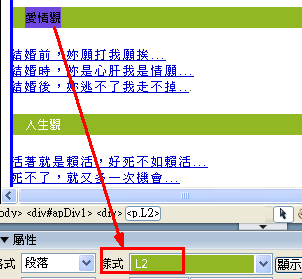 愛情觀
結婚前，妳願打我願挨...
結婚時，妳是心肝我是情願...
結婚後，妳逃不了我走不掉...
人生觀
活著就是賴活，好死不如賴活...
死不了，就又多一次機會...
ody> <div#apDiv1> <div> <p.L2>
屬性
格式 段落 樣式 L2 顯示